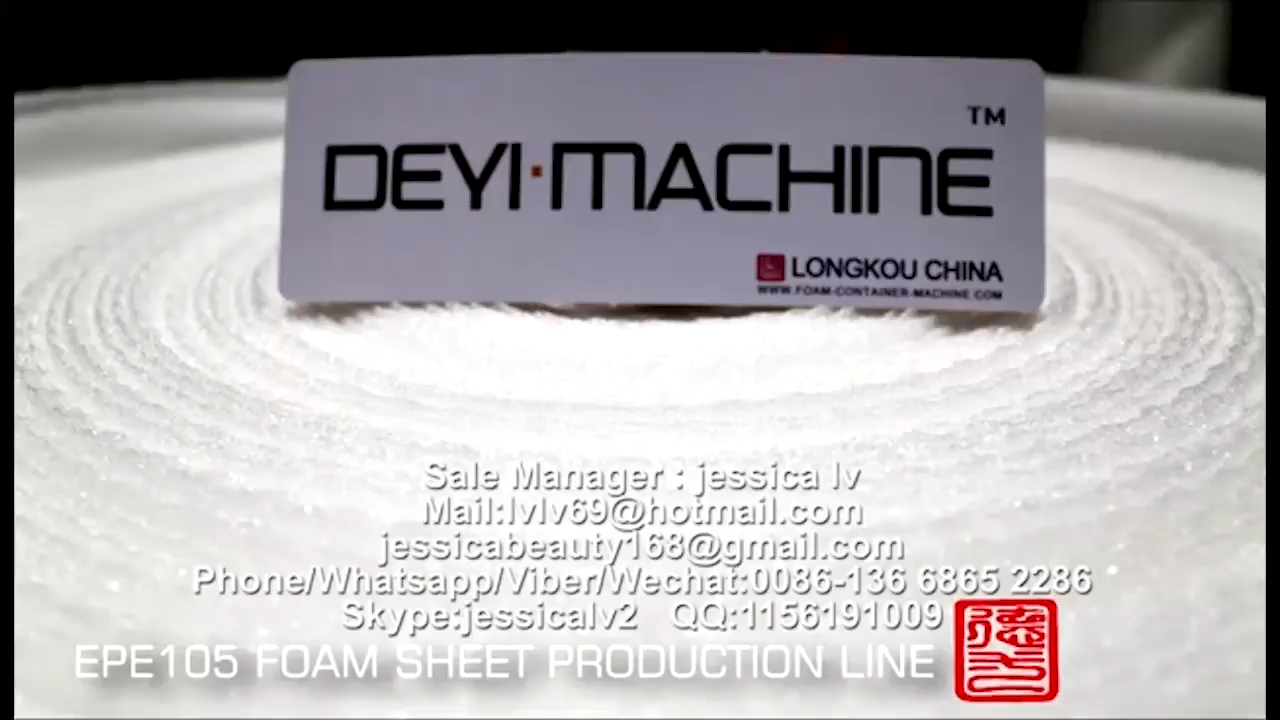 TM
DEYI·MACHINE
LONGKOU CHINA
WWW.FOAM-CONTAINER-MACHINE.COM
Sale Manager : jessica lv
Mail:lvlv69@hotmail.com
jessicabeauty168@gmail.com
Phone/Whatsapp/Viber/Wechat:0086-136 6865 2286
Skype:jessicalv2 QQ:1156191009
EPE105 FOAM SHEET PRODUCTION LINE